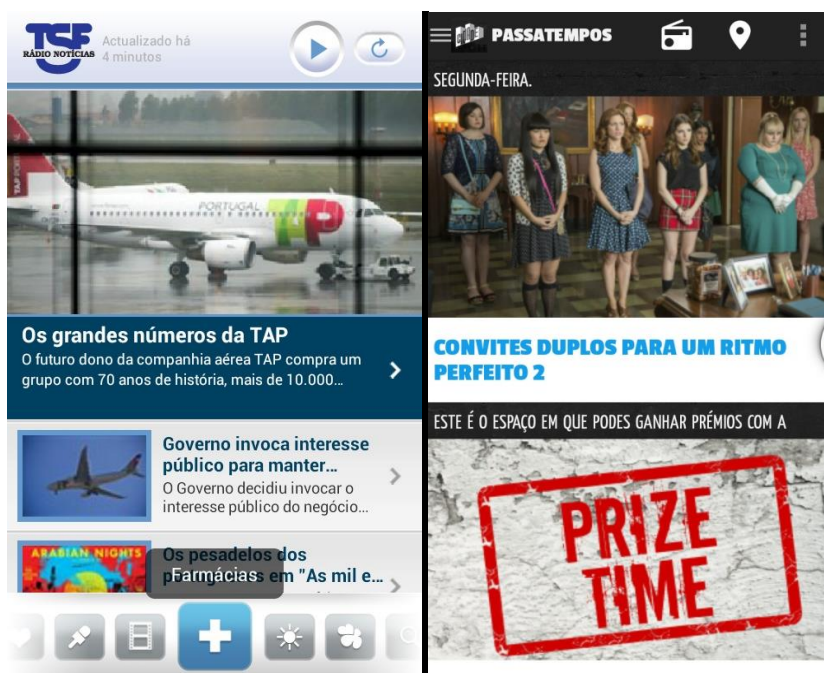 TSF
RÁDIO NOTÍCIAS
Actualizado há
4 minutos
TAP PORTUGAL
PORTUGAL
Os grandes números da TAP
O futuro dono da companhia aérea TAP compra um
grupo com 70 anos de história, mais de 10.000...
Governo invoca interesse
público para manter...
O Governo decidiu invocar o
interesse público do negócio...
ARABIAN NIGHTS
Os pesadelos dos
em "As mil e...
Farmácias
PASSATEMPOS
SEGUNDA-FEIRA.
CONVITES DUPLOS PARA UM RITMO
PERFEITO 2
ESTE É O ESPAÇO EM QUE PODES GANHAR PRÉMIOS COM A
PRIZE
TIME